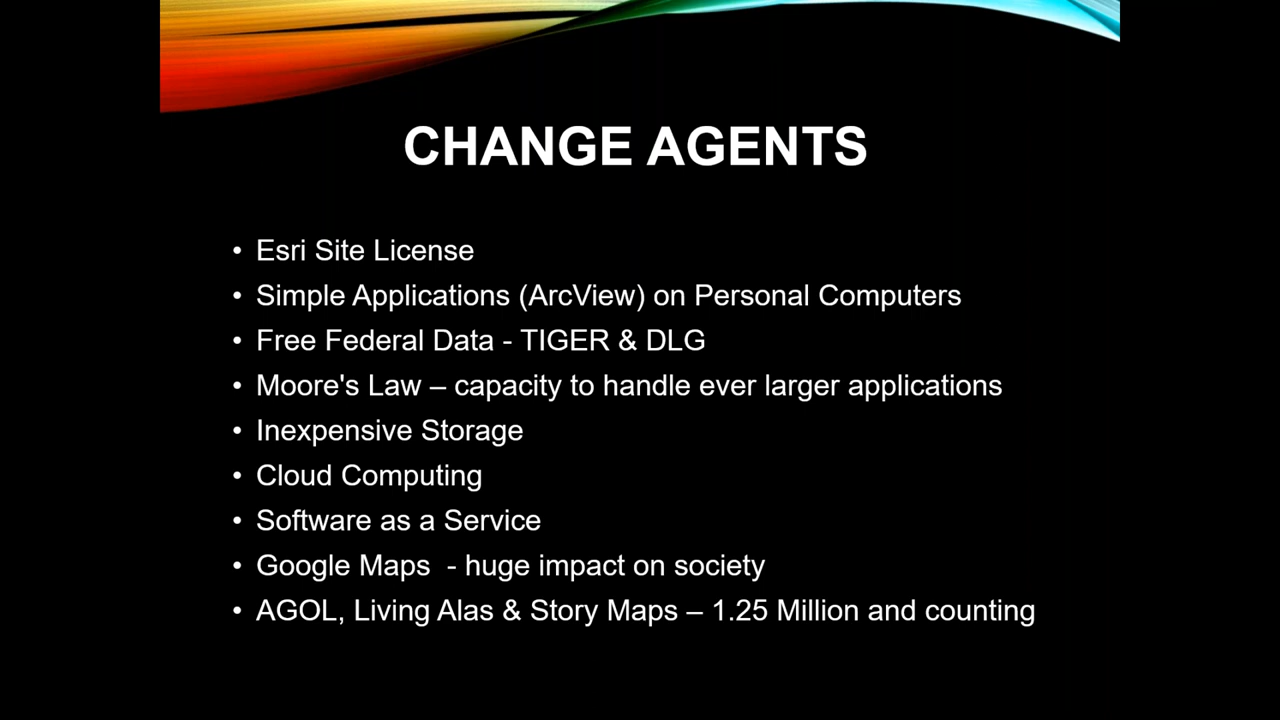 CHANGE AGENTS
• Esri Site License
• Simple Applications (ArcView) on Personal Computers
• Free Federal Data - TIGER & DLG
• Moore's Law – capacity to handle ever larger applications
• Inexpensive Storage
• Cloud Computing
• Software as a Service
• Google Maps  - huge impact on society
• AGOL, Living Alas & Story Maps – 1.25 Million and counting